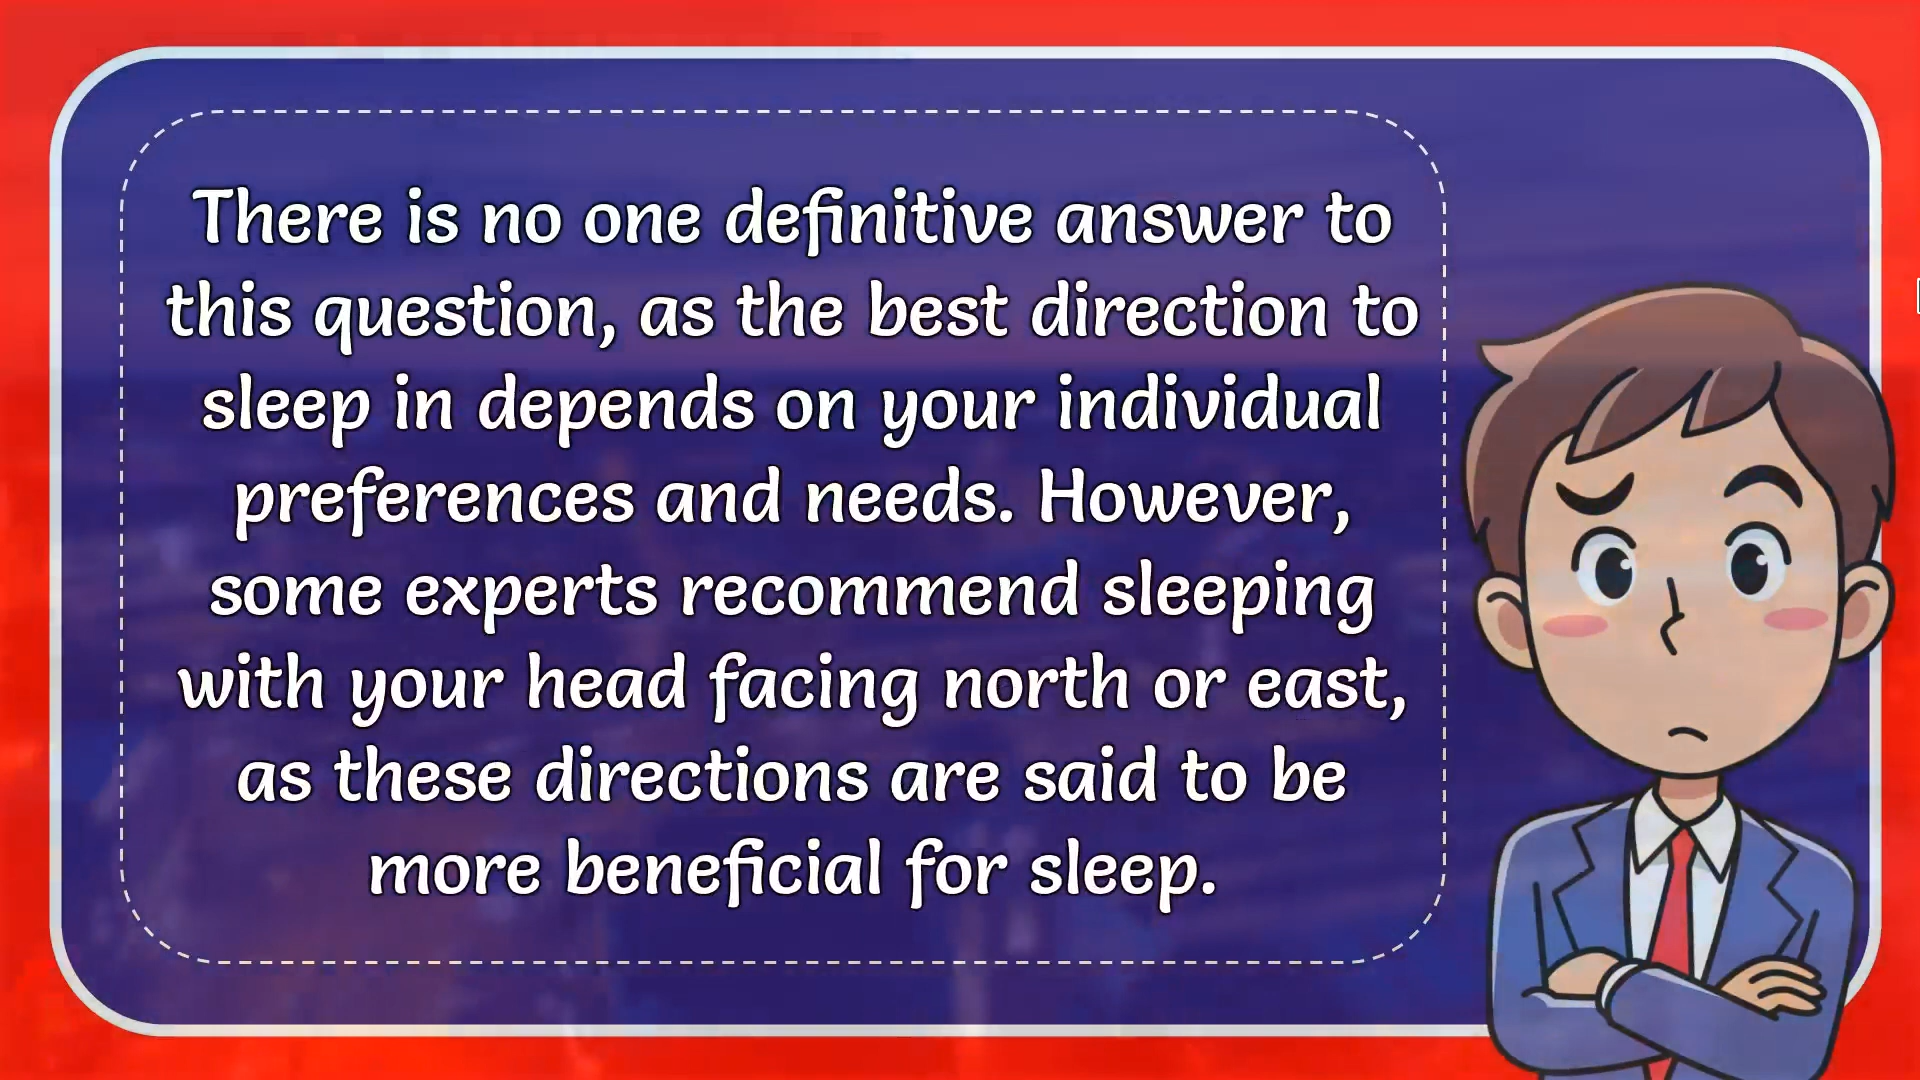 There is no one definitive answer to
this question, as the best direction to
sleep in depends on your individual
preferences and needs. However,
some experts recommend sleeping
with your head facing north or east,
as these directions are said to be
more beneficial for sleep.